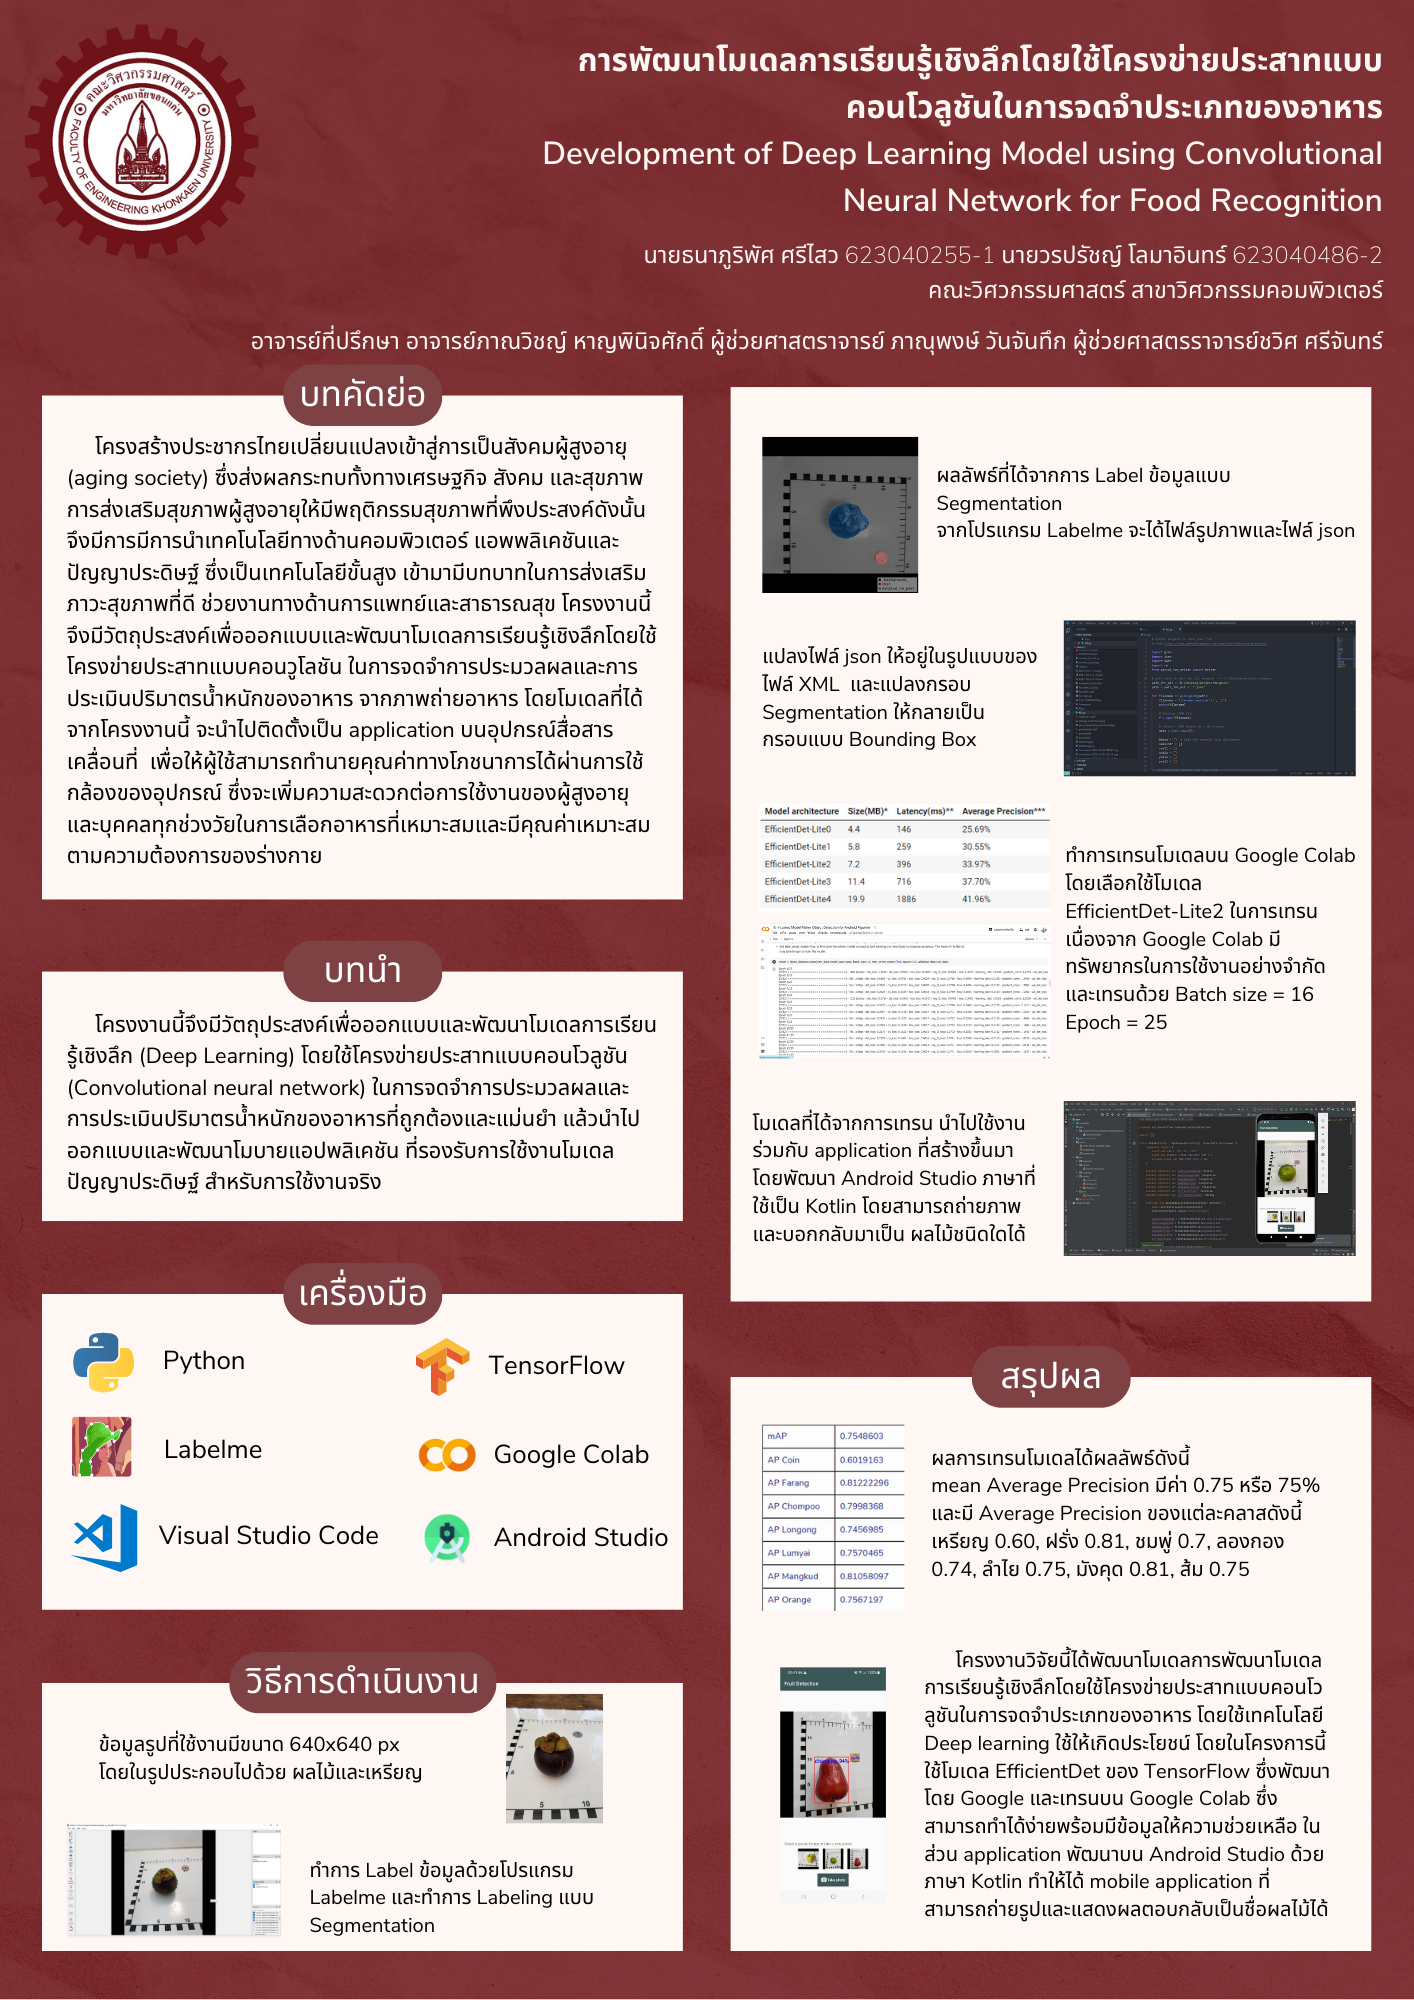 คณะวิศวกรรมศาสตร์
มหาวิทยาลัยขอนแก่น
FACULTY OF ENGINEERING KHONKAEN UNIVERSITY
การพัฒนาโมเดลการเรียนรู้เชิงลึกโดยใช้โครงข่ายประสาทแบบ
คอนโวลูชันในการจดจำประเภทของอาหาร
Development of Deep Learning Model using Convolutional
Neural Network for Food Recognition
นายธนาภูริพัศ ศรีไสว 623040255-1 นายวรปรัชญ์ โลมาอินทร์ 623040486-2
คณะวิศวกรรมศาสตร์ สาขาวิศวกรรมคอมพิวเตอร์
อาจารย์ที่ปรึกษา อาจารย์ภาณวิชญ์ หาญพินิจศักดิ์ ผู้ช่วยศาสตราจารย์ ภาณุพงษ์ วันจันทึก ผู้ช่วยศาสตรราจารย์ชวิศ ศรีจันทร์
บทคัดย่อ
โครงสร้างประชากรไทยเปลี่ยนแปลงเข้าสู่การเป็นสังคมผู้สูงอายุ
(aging society) ซึ่งส่งผลกระทบทั้งทางเศรษฐกิจ สังคม และสุขภาพ
การส่งเสริมสุขภาพผู้สูงอายุให้มีพฤติกรรมสุขภาพที่พึงประสงค์ดังนั้น
จึงมีการมีการนำเทคโนโลยีทางด้านคอมพิวเตอร์ แอพพลิเคชันและ
ปัญญาประดิษฐ์ ซึ่งเป็นเทคโนโลยีขั้นสูง เข้ามามีบทบาทในการส่งเสริม
ภาวะสุขภาพที่ดี ช่วยงานทางด้านการแพทย์และสาธารณสุข โครงงานนี้
จึงมีวัตถุประสงค์เพื่อออกแบบและพัฒนาโมเดลการเรียนรู้เชิงลึกโดยใช้
โครงข่ายประสาทแบบคอนวูโลชัน ในการจดจำการประมวลผลและการ
ประเมินปริมาตรน้ำหนักของอาหาร จากภาพถ่ายอาหาร โดยโมเดลที่ได้
จากโครงงานนี้ จะนำไปติดตั้งเป็น application บนอุปกรณ์สื่อสาร
เคลื่อนที่ เพื่อให้ผู้ใช้สามารถทำนายคุณค่าทางโภชนาการได้ผ่านการใช้
กล้องของอุปกรณ์ ซึ่งจะเพิ่มความสะดวกต่อการใช้งานของผู้สูงอายุ
และบุคคลทุกช่วงวัยในการเลือกอาหารที่เหมาะสมและมีคุณค่าเหมาะสม
ตามความต้องการของร่างกาย
บทนำ
โครงงานนี้จึงมีวัตถุประสงค์เพื่อออกแบบและพัฒนาโมเดลการเรียน
รู้เชิงลึก (Deep Learning) โดยใช้โครงข่ายประสาทแบบคอนโวลูชัน
(Convolutional neural network) ในการจดจำการประมวลผลและ
การประเมินปริมาตรน้ำหนักของอาหารที่ถูกต้องและแม่นยำ แล้วนำไป
ออกแบบและพัฒนาโมบายแอปพลิเคชัน ที่รองรับการใช้งานโมเดล
ปัญญาประดิษฐ์ สำหรับการใช้งานจริง
เครื่องมือ
Python
TensorFlow
Labelme
Google Colab
Visual Studio Code
Android Studio
วิธีการดำเนินงาน
ข้อมูลรูปที่ใช้งานมีขนาด 640x640 px
โดยในรูปประกอบไปด้วย ผลไม้และเหรียญ
5
10
ทำการ Label ข้อมูลด้วยโปรแกรม
Labelme และทำการ Labeling แบบ
Segmentation
ผลลัพธ์ที่ได้จากการ Label ข้อมูลแบบ
Segmentation
จากโปรแกรม Labelme จะได้ไฟล์รูปภาพและไฟล์ json
แปลงไฟล์ json ให้อยู่ในรูปแบบของ
ไฟล์ XML และแปลงกรอบ
Segmentation ให้กลายเป็น
กรอบแบบ Bounding Box
Model architecture Size(MB)* Latency(ms)** Average Precision***
EfficientDet-Lite0 4.4 146 25.69%
EfficientDet-Lite1 5.8 259 30.55%
EfficientDet-Lite2 7.2 396 33.97%
EfficientDet-Lite3 11.4 716 37.70%
EfficientDet-Lite4 19.9 1886 41.96%
ทำการเทรนโมเดลบน Google Colab
โดยเลือกใช้โมเดล
EfficientDet-Lite2 ในการเทรน
เนื่องจาก Google Colab มี
ทรัพยากรในการใช้งานอย่างจำกัด
และเทรนด้วย Batch size = 16
Epoch = 25
โมเดลที่ได้จากการเทรน นำไปใช้งาน
ร่วมกับ application ที่สร้างขึ้นมา
โดยพัฒนา Android Studio ภาษาที่
ใช้เป็น Kotlin โดยสามารถถ่ายภาพ
และบอกกลับมาเป็น ผลไม้ชนิดใดได้
สรุปผล
mAP 0.7548603
AP Coin 0.6019163
AP Farang 0.81222296
AP Chompoo 0.7998368
AP Longong 0.7456985
AP Lumyai 0.7570465
AP Mangkud 0.81058097
AP Orange 0.7567197
ผลการเทรนโมเดลได้ผลลัพธ์ดังนี้
mean Average Precision มีค่า 0.75 หรือ 75%
และมี Average Precision ของแต่ละคลาสดังนี้
เหรียญ 0.60, ฝรั่ง 0.81, ชมพู่ 0.7, ลองกอง
0.74, ลำไย 0.75, มังคุด 0.81, ส้ม 0.75
Fruit Detection
โครงงานวิจัยนี้ได้พัฒนาโมเดลการพัฒนาโมเดล
การเรียนรู้เชิงลึกโดยใช้โครงข่ายประสาทแบบคอนโว
ลูชันในการจดจำประเภทของอาหาร โดยใช้เทคโนโลยี
Deep learning ใช้ให้เกิดประโยชน์ โดยในโครงการนี้
ใช้โมเดล EfficientDet ของ TensorFlow ซึ่งพัฒนา
โดย Google และเทรนบน Google Colab ซึ่ง
สามารถทำได้ง่ายพร้อมมีข้อมูลให้ความช่วยเหลือ ใน
ส่วน application พัฒนาบน Android Studio ด้วย
ภาษา Kotlin ทำให้ได้ mobile application ที่
สามารถถ่ายรูปและแสดงผลตอบกลับเป็นชื่อผลไม้ได้